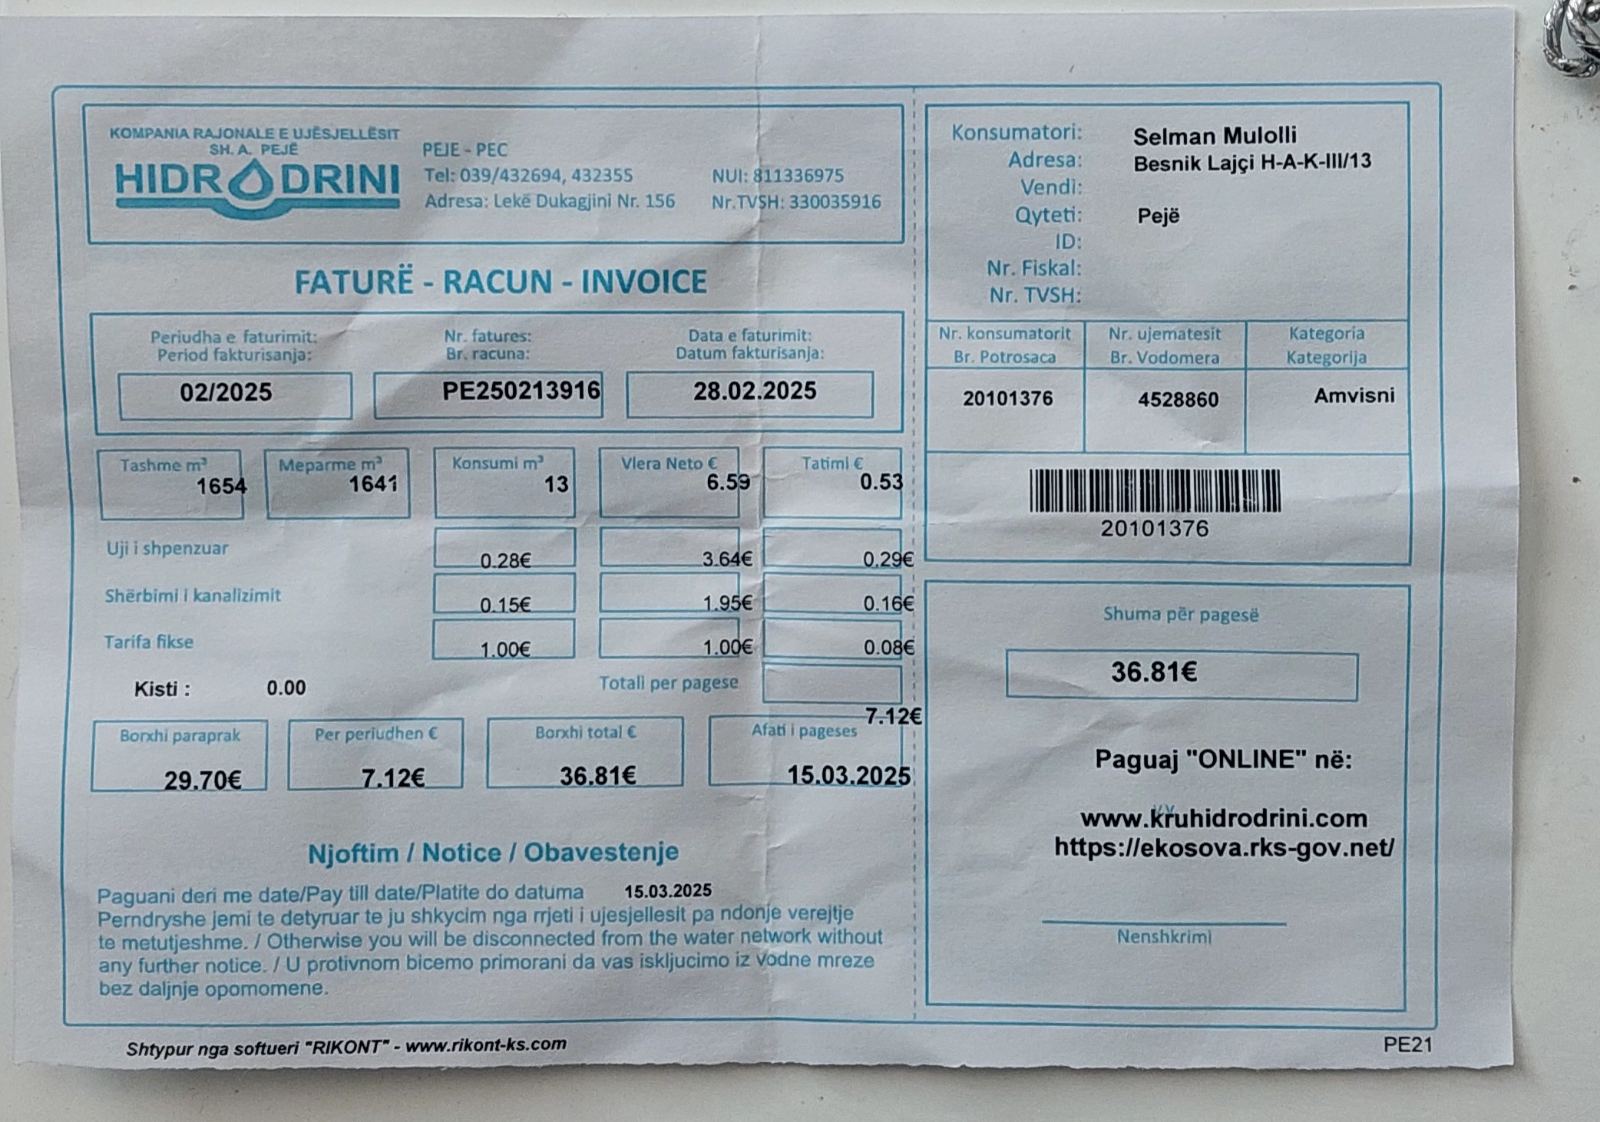 KOMPANIA RAJONALE E UJËSJELLËSIT
SH. A. PEJË
HIDRODRINI
PEJE - PEC
Tel: 039/432694, 432355
NUI: 811336975
Adresa: Lekë Dukagjini Nr. 156
Nr.TVSH: 330035916
FATURË - RACUN - INVOICE
Periudha e faturimit:
Period fakturisanja:
02/2025
Nr. fatures:
Br. racuna:
PE250213916
Data e faturimit:
Datum fakturisanja:
28.02.2025
Tashme m³
1654
Meparme m³
1641
Konsumi m³
13
Vlera Neto €
6.59
Tatimi €
0.53
Uji i shpenzuar 0.28€ 3.64€ 0.29€
Shërbimi i kanalizimit 0.15€ 1.95€ 0.16€
Tarifa fikse 1.00€ 1.00€ 0.08€
Kisti : 0.00
Totali per pagese
7.12€
Borxhi paraprak
29.70€
Per periudhen €
7.12€
Borxhi total €
36.81€
Afati i pageses
15.03.2025
Njoftim / Notice / Obavestenje
Paguani deri me date/Pay till date/Platite do datuma 15.03.2025
Perndryshe jemi te detyruar te ju shkycim nga rrjeti i ujesjellesit pa ndonje verejtje
te metutjeshme. / Otherwise you will be disconnected from the water network without
any further notice. / U protivnom bicemo primorani da vas iskljucimo iz vodne mreze
bez daljnje opomomene.
Shtypur nga softueri "RIKONT" - www.rikont-ks.com
Konsumatori: Selman Mulolli
Adresa: Besnik Lajçi H-A-K-III/13
Vendi:
Qyteti: Pejë
ID:
Nr. Fiskal:
Nr. TVSH:
Nr. konsumatorit
Br. Potrosaca
20101376
Nr. ujematesit
Br. Vodomera
4528860
Kategoria
Kategorija
Amvisni
20101376
Shuma për pagesë
36.81€
Paguaj "ONLINE" në:
www.kruhidrodrini.com
https://ekosova.rks-gov.net/
Nenshkrimi
PE21